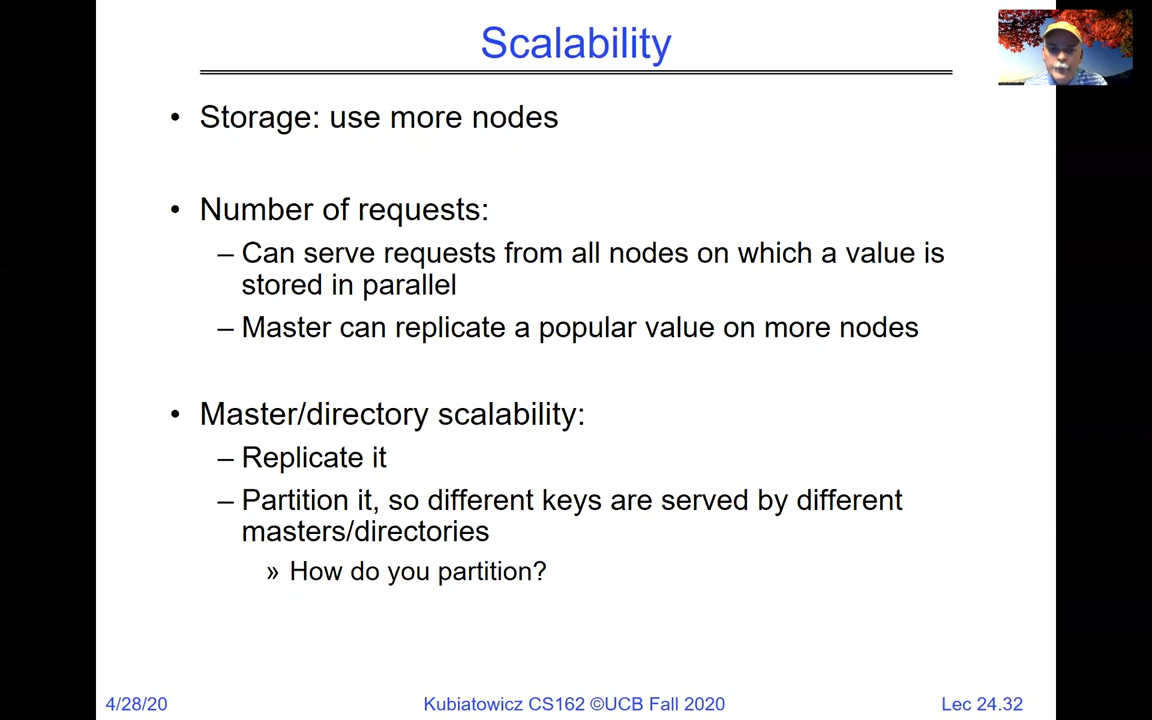 Scalability
• Storage: use more nodes
• Number of requests:
– Can serve requests from all nodes on which a value is
stored in parallel
– Master can replicate a popular value on more nodes
• Master/directory scalability:
– Replicate it
– Partition it, so different keys are served by different
masters/directories
» How do you partition?
4/28/20 Kubiatowicz CS162 ©UCB Fall 2020 Lec 24.32